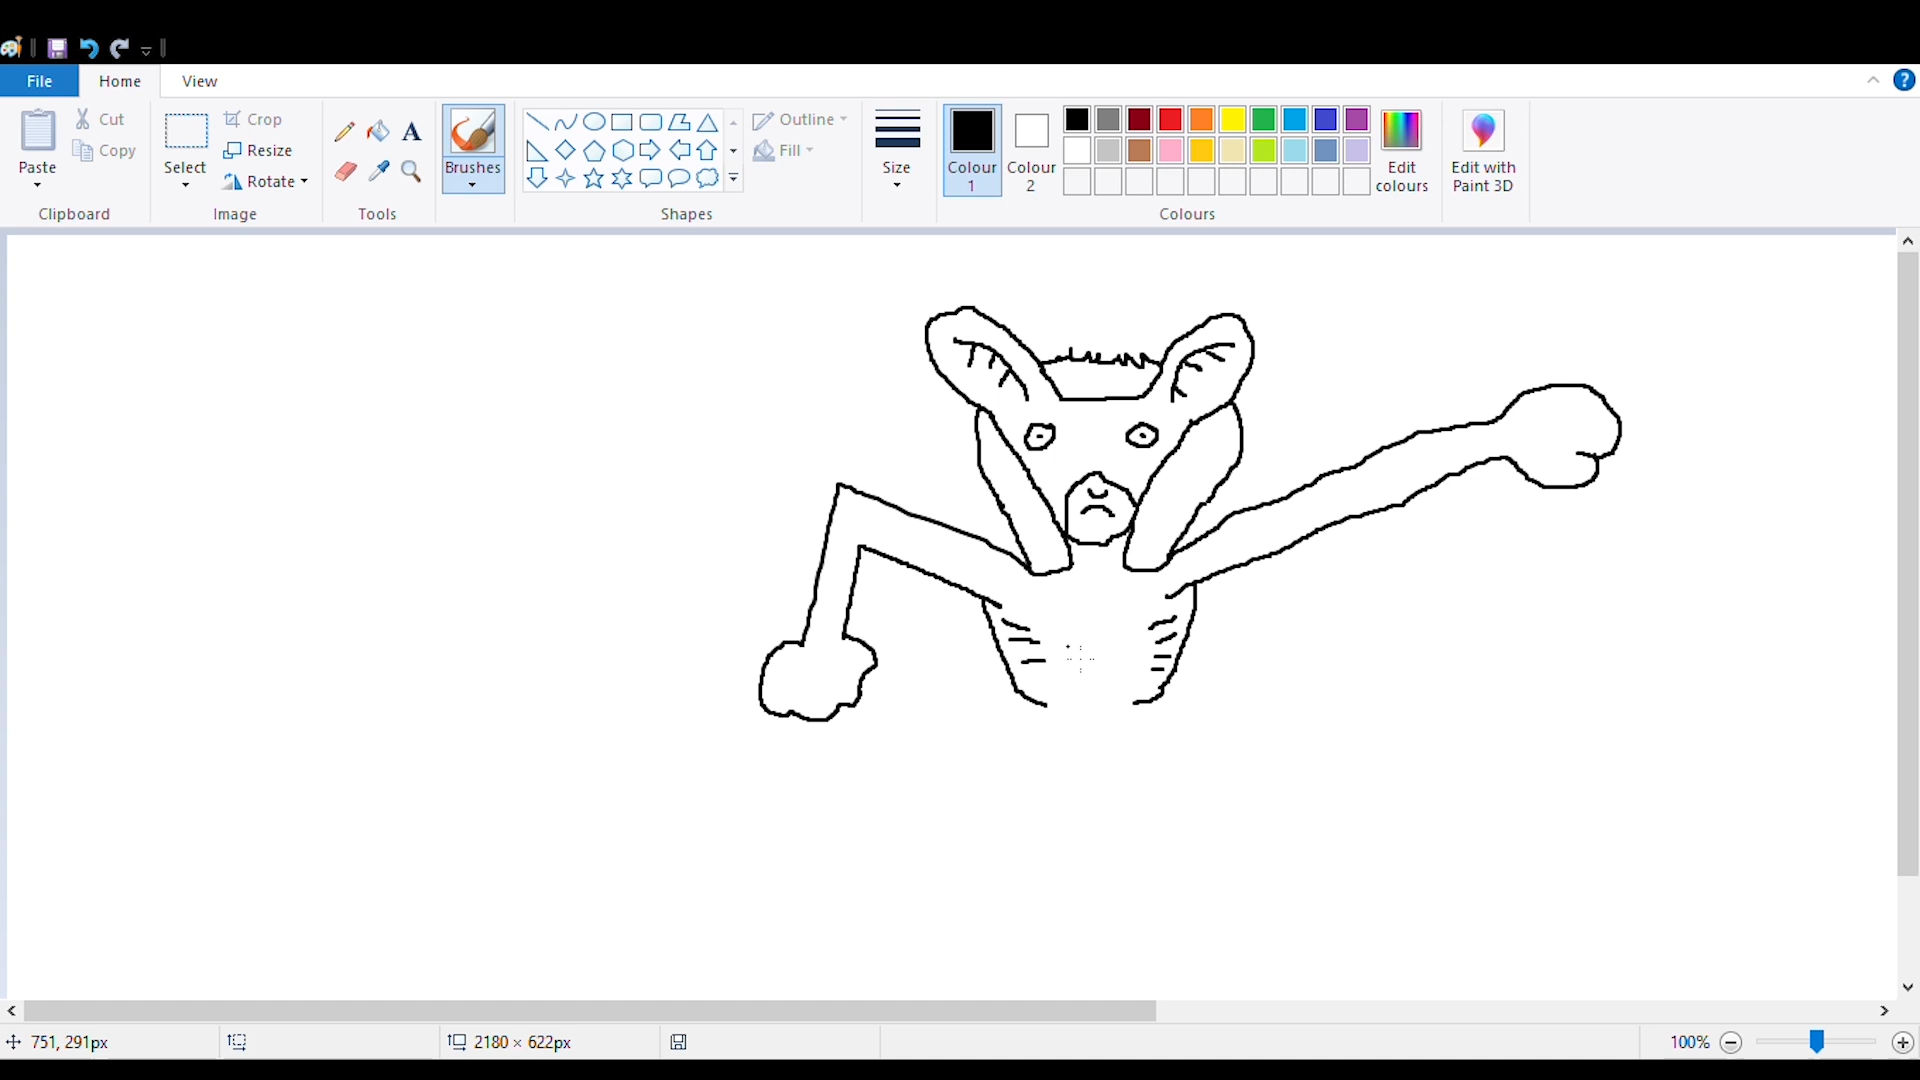 File Home View ?
Paste
Cut
Copy
Clipboard
Select
Crop
Resize
Rotate
Image
A
Tools
Brushes
Shapes
Outline
Fill
Size
Colour
1
Colour
2
Edit
colours
Colours
Edit with
Paint 3D
751, 291px 2180 × 622px 100%